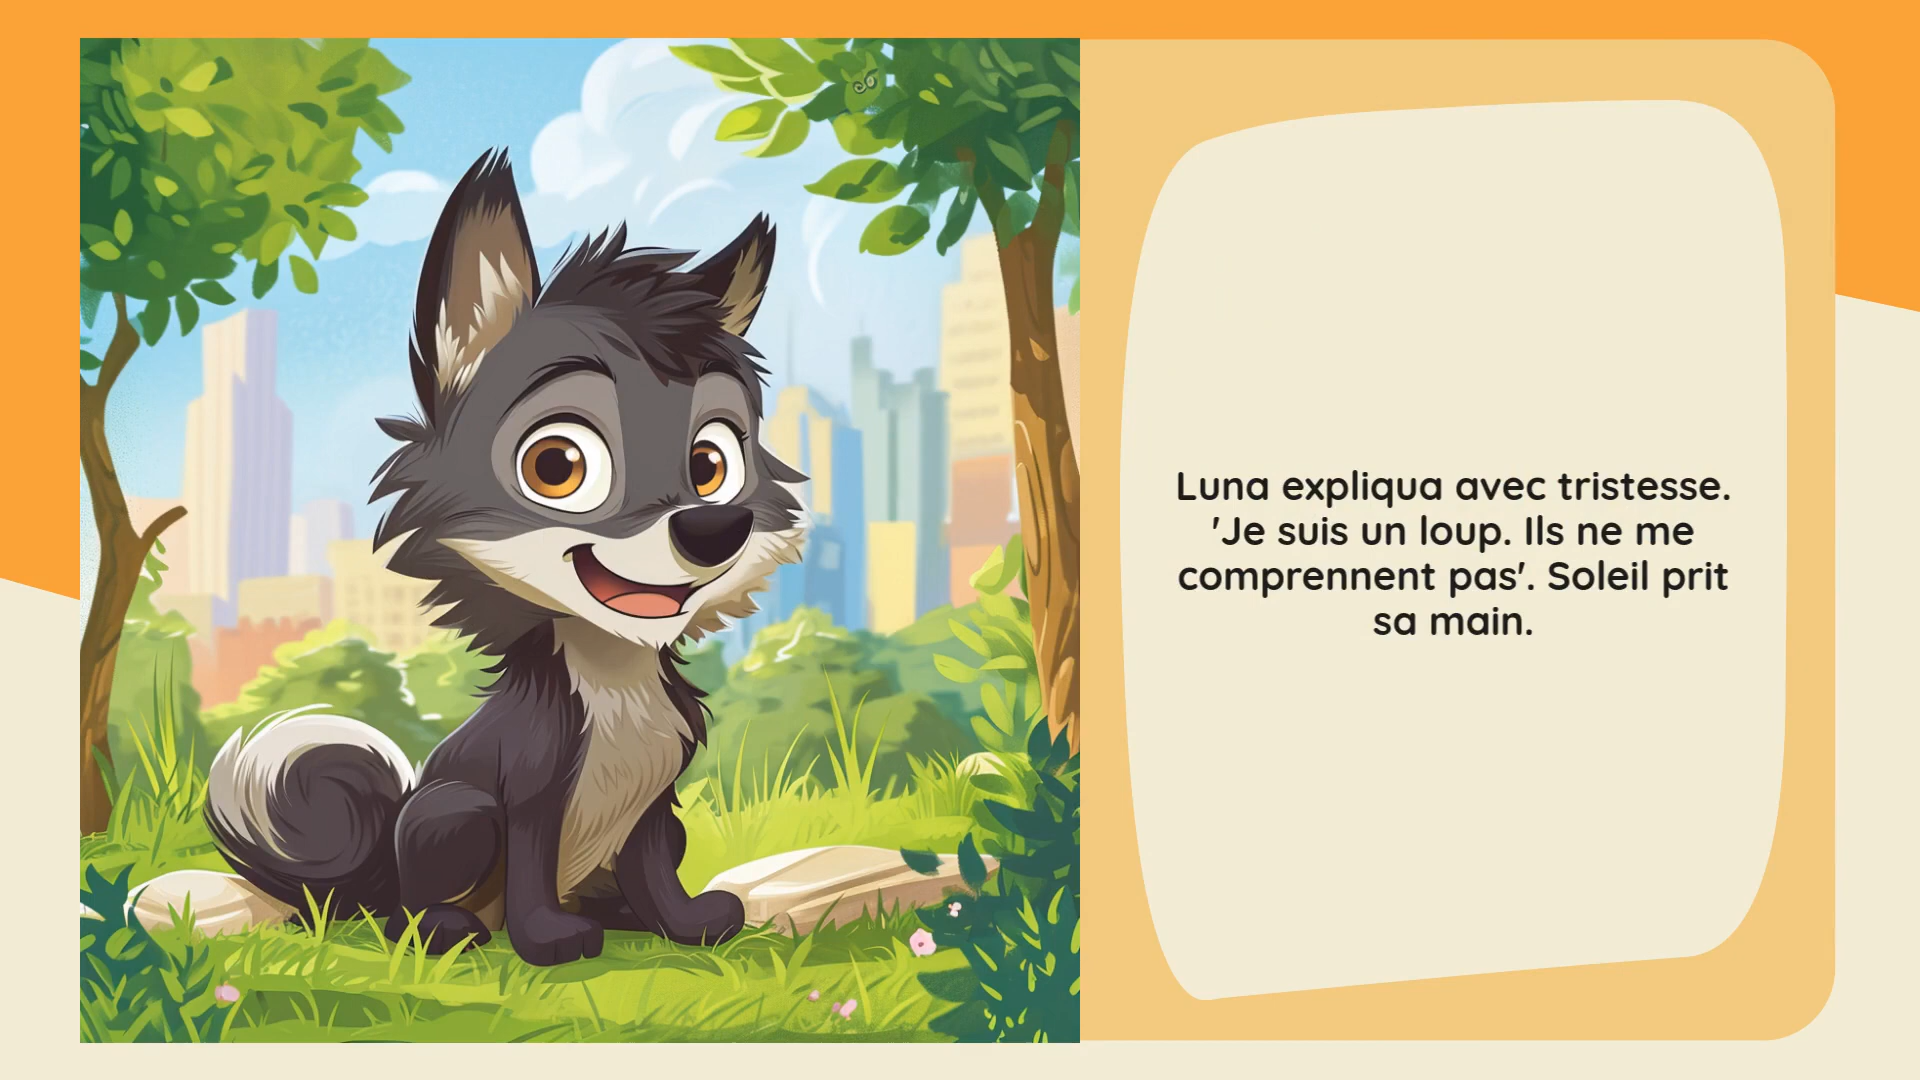 Luna expliqua avec tristesse.
'Je suis un loup. Ils ne me
comprennent pas'. Soleil prit
sa main.